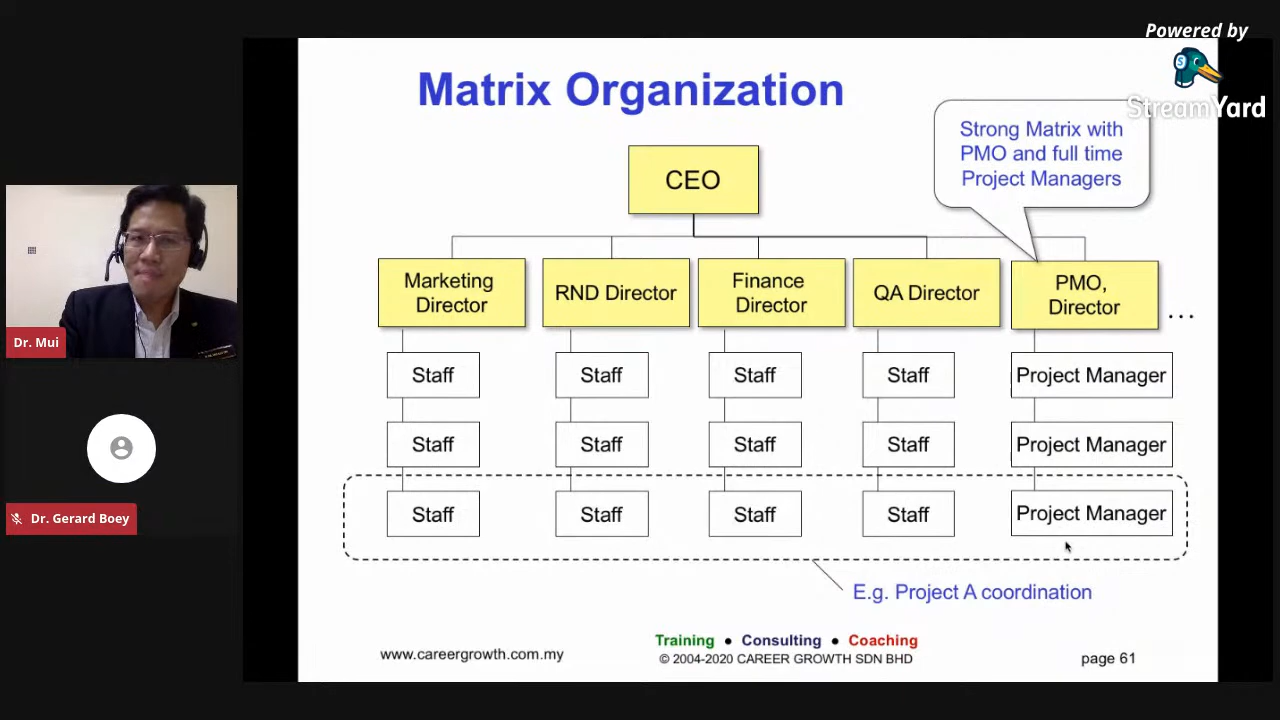 Powered by
StreamYard
Matrix Organization
Strong Matrix with
PMO and full time
Project Managers
CEO
Marketing
Director
RND Director
Finance
Director
QA Director
PMO,
Director
...
Staff
Staff
Staff
Staff
Project Manager
Staff
Staff
Staff
Staff
Project Manager
Staff
Staff
Staff
Staff
Project Manager
E.g. Project A coordination
www.careergrowth.com.my
Training ● Consulting ● Coaching
© 2004-2020 CAREER GROWTH SDN BHD
page 61
Dr. Mui
Dr. Gerard Boey